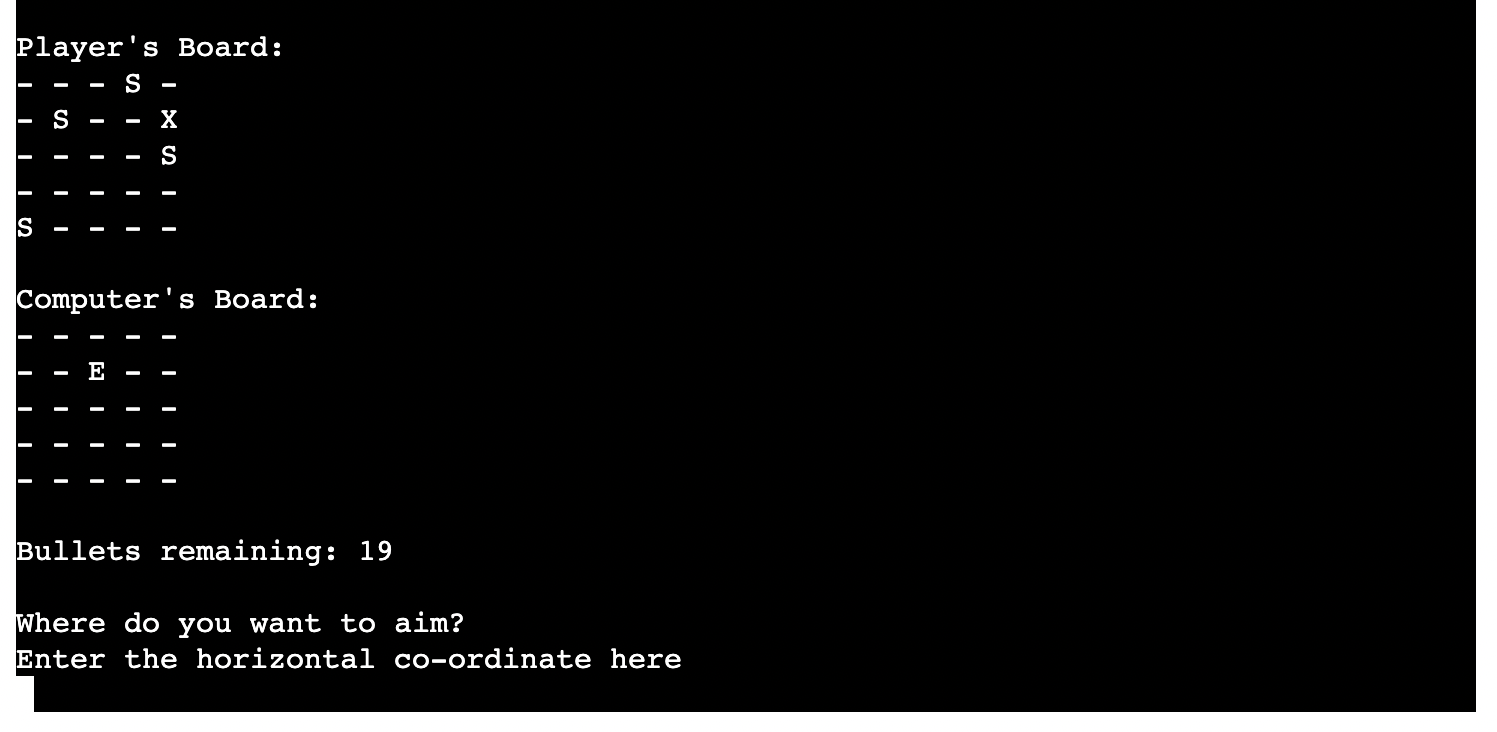 Player's Board:
- - - S -
- S - - X
- - - - S
- - - - -
S - - - -
Computer's Board:
- - - - -
- - E - -
- - - - -
- - - - -
- - - - -
Bullets remaining: 19
Where do you want to aim?
Enter the horizontal co-ordinate here